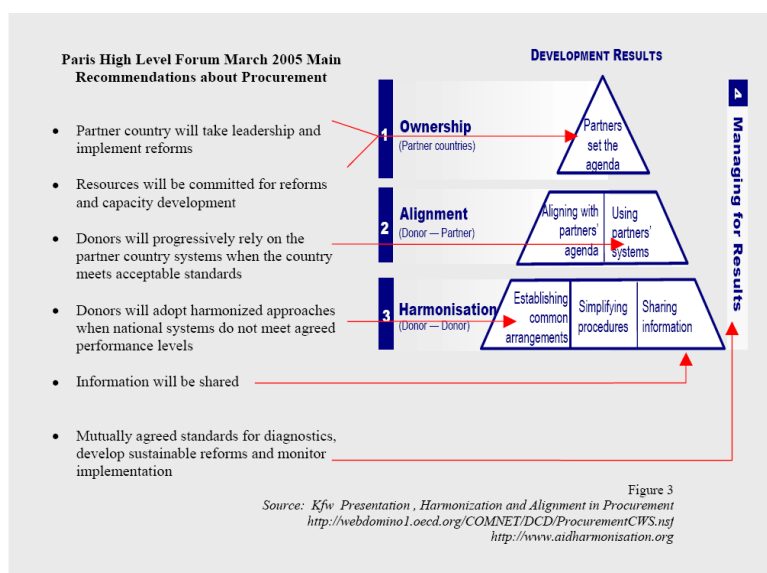 Paris High Level Forum March 2005 Main
Recommendations about Procurement
• Partner country will take leadership and
implement reforms
• Resources will be committed for reforms
and capacity development
• Donors will progressively rely on the
partner country systems when the country
meets acceptable standards
• Donors will adopt harmonized approaches
when national systems do not meet agreed
performance levels
• Information will be shared
• Mutually agreed standards for diagnostics,
develop sustainable reforms and monitor
implementation
DEVELOPMENT RESULTS
1
Ownership
(Partner countries)
Partners
set the
agenda
2
Alignment
(Donor — Partner)
Aligning with
partners'
agenda
Using
partners'
systems
3
Harmonisation
(Donor — Donor)
Establishing
common
arrangements
Simplifying
procedures
Sharing
information
4
Managing for Results
Figure 3
Source: Kfw Presentation , Harmonization and Alignment in Procurement
http://webdomino1.oecd.org/COMNET/DCD/ProcurementCWS.nsf
http://www.aidharmonisation.org